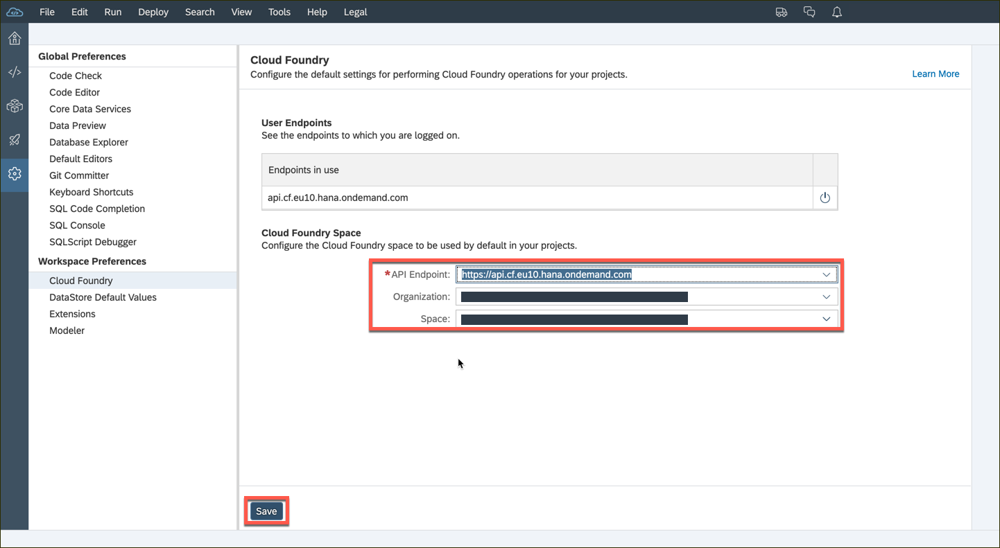 File Edit Run Deploy Search View Tools Help Legal
Global Preferences
Code Check
Code Editor
Core Data Services
Data Preview
Database Explorer
Default Editors
Git Committer
Keyboard Shortcuts
SQL Code Completion
SQL Console
SQLScript Debugger
Workspace Preferences
Cloud Foundry
DataStore Default Values
Extensions
Modeler
Cloud Foundry
Configure the default settings for performing Cloud Foundry operations for your projects.
Learn More
User Endpoints
See the endpoints to which you are logged on.
Endpoints in use
api.cf.eu10.hana.ondemand.com
Cloud Foundry Space
Configure the Cloud Foundry space to be used by default in your projects.
*API Endpoint: https://api.cf.eu10.hana.ondemand.com
Organization:
Space:
Save